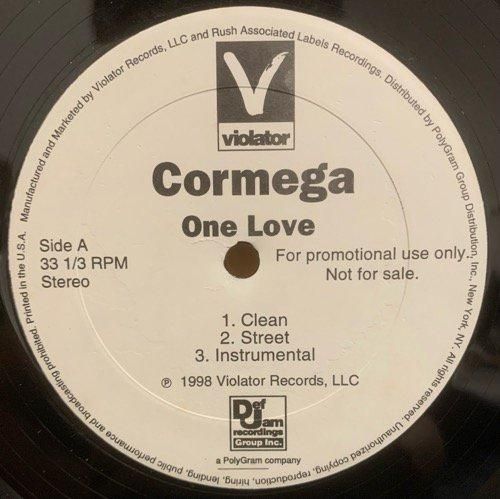 Manufactured and Marketed by Violator Records, LLC and Rush Associated Labels Recordings. Distributed by PolyGram Group Distribution, Inc., New York, NY. All rights reserved. Unauthorized copying, reproduction, hiring, lending, public performance and broadcasting prohibited. Printed in the U.S.A.
V
violator
Cormega
One Love
Side A
33 1/3 RPM
Stereo
For promotional use only.
Not for sale.
1. Clean
2. Street
3. Instrumental
℗ 1998 Violator Records, LLC
Def
Jam
recordings
Group Inc.
a PolyGram company